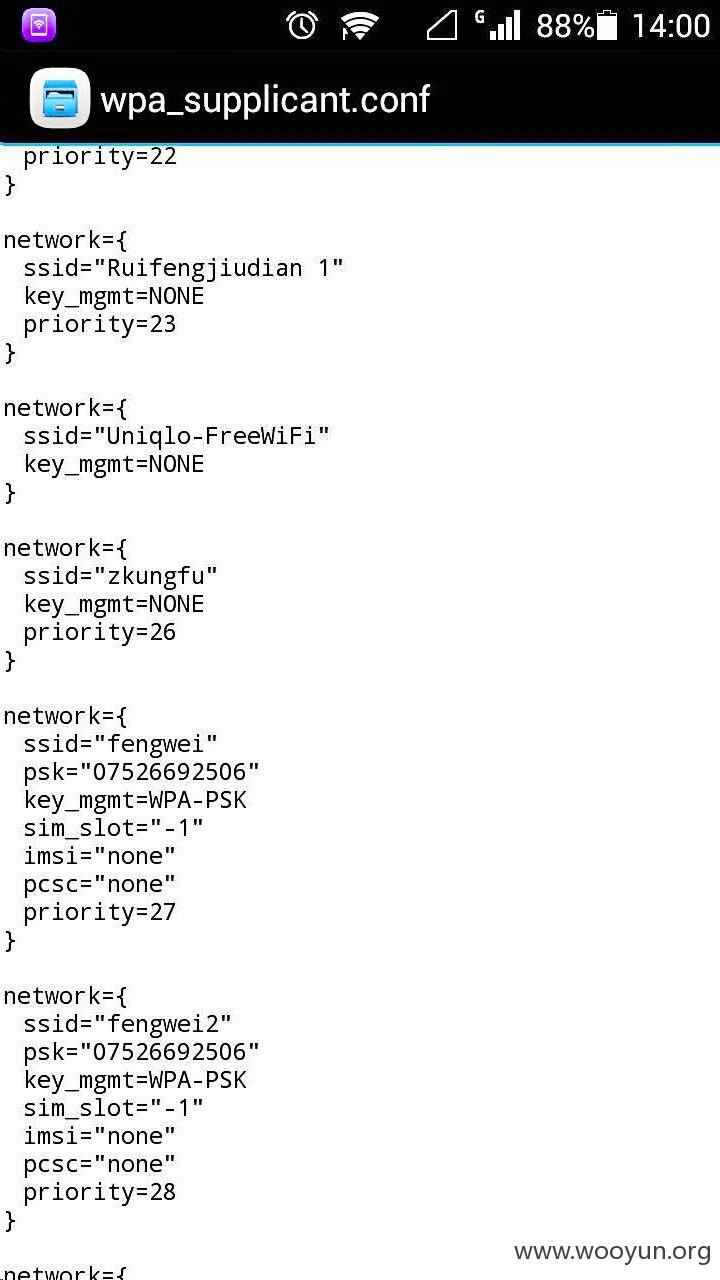 G 88% 14:00
wpa_supplicant.conf
priority=22
}
network={
ssid="Ruifengjiudian 1"
key_mgmt=NONE
priority=23
}
network={
ssid="Uniqlo-FreeWiFi"
key_mgmt=NONE
}
network={
ssid="zkungfu"
key_mgmt=NONE
priority=26
}
network={
ssid="fengwei"
psk="07526692506"
key_mgmt=WPA-PSK
sim_slot="-1"
imsi="none"
pcsc="none"
priority=27
}
network={
ssid="fengwei2"
psk="07526692506"
key_mgmt=WPA-PSK
sim_slot="-1"
imsi="none"
pcsc="none"
priority=28
}
www.wooyun.org
network={